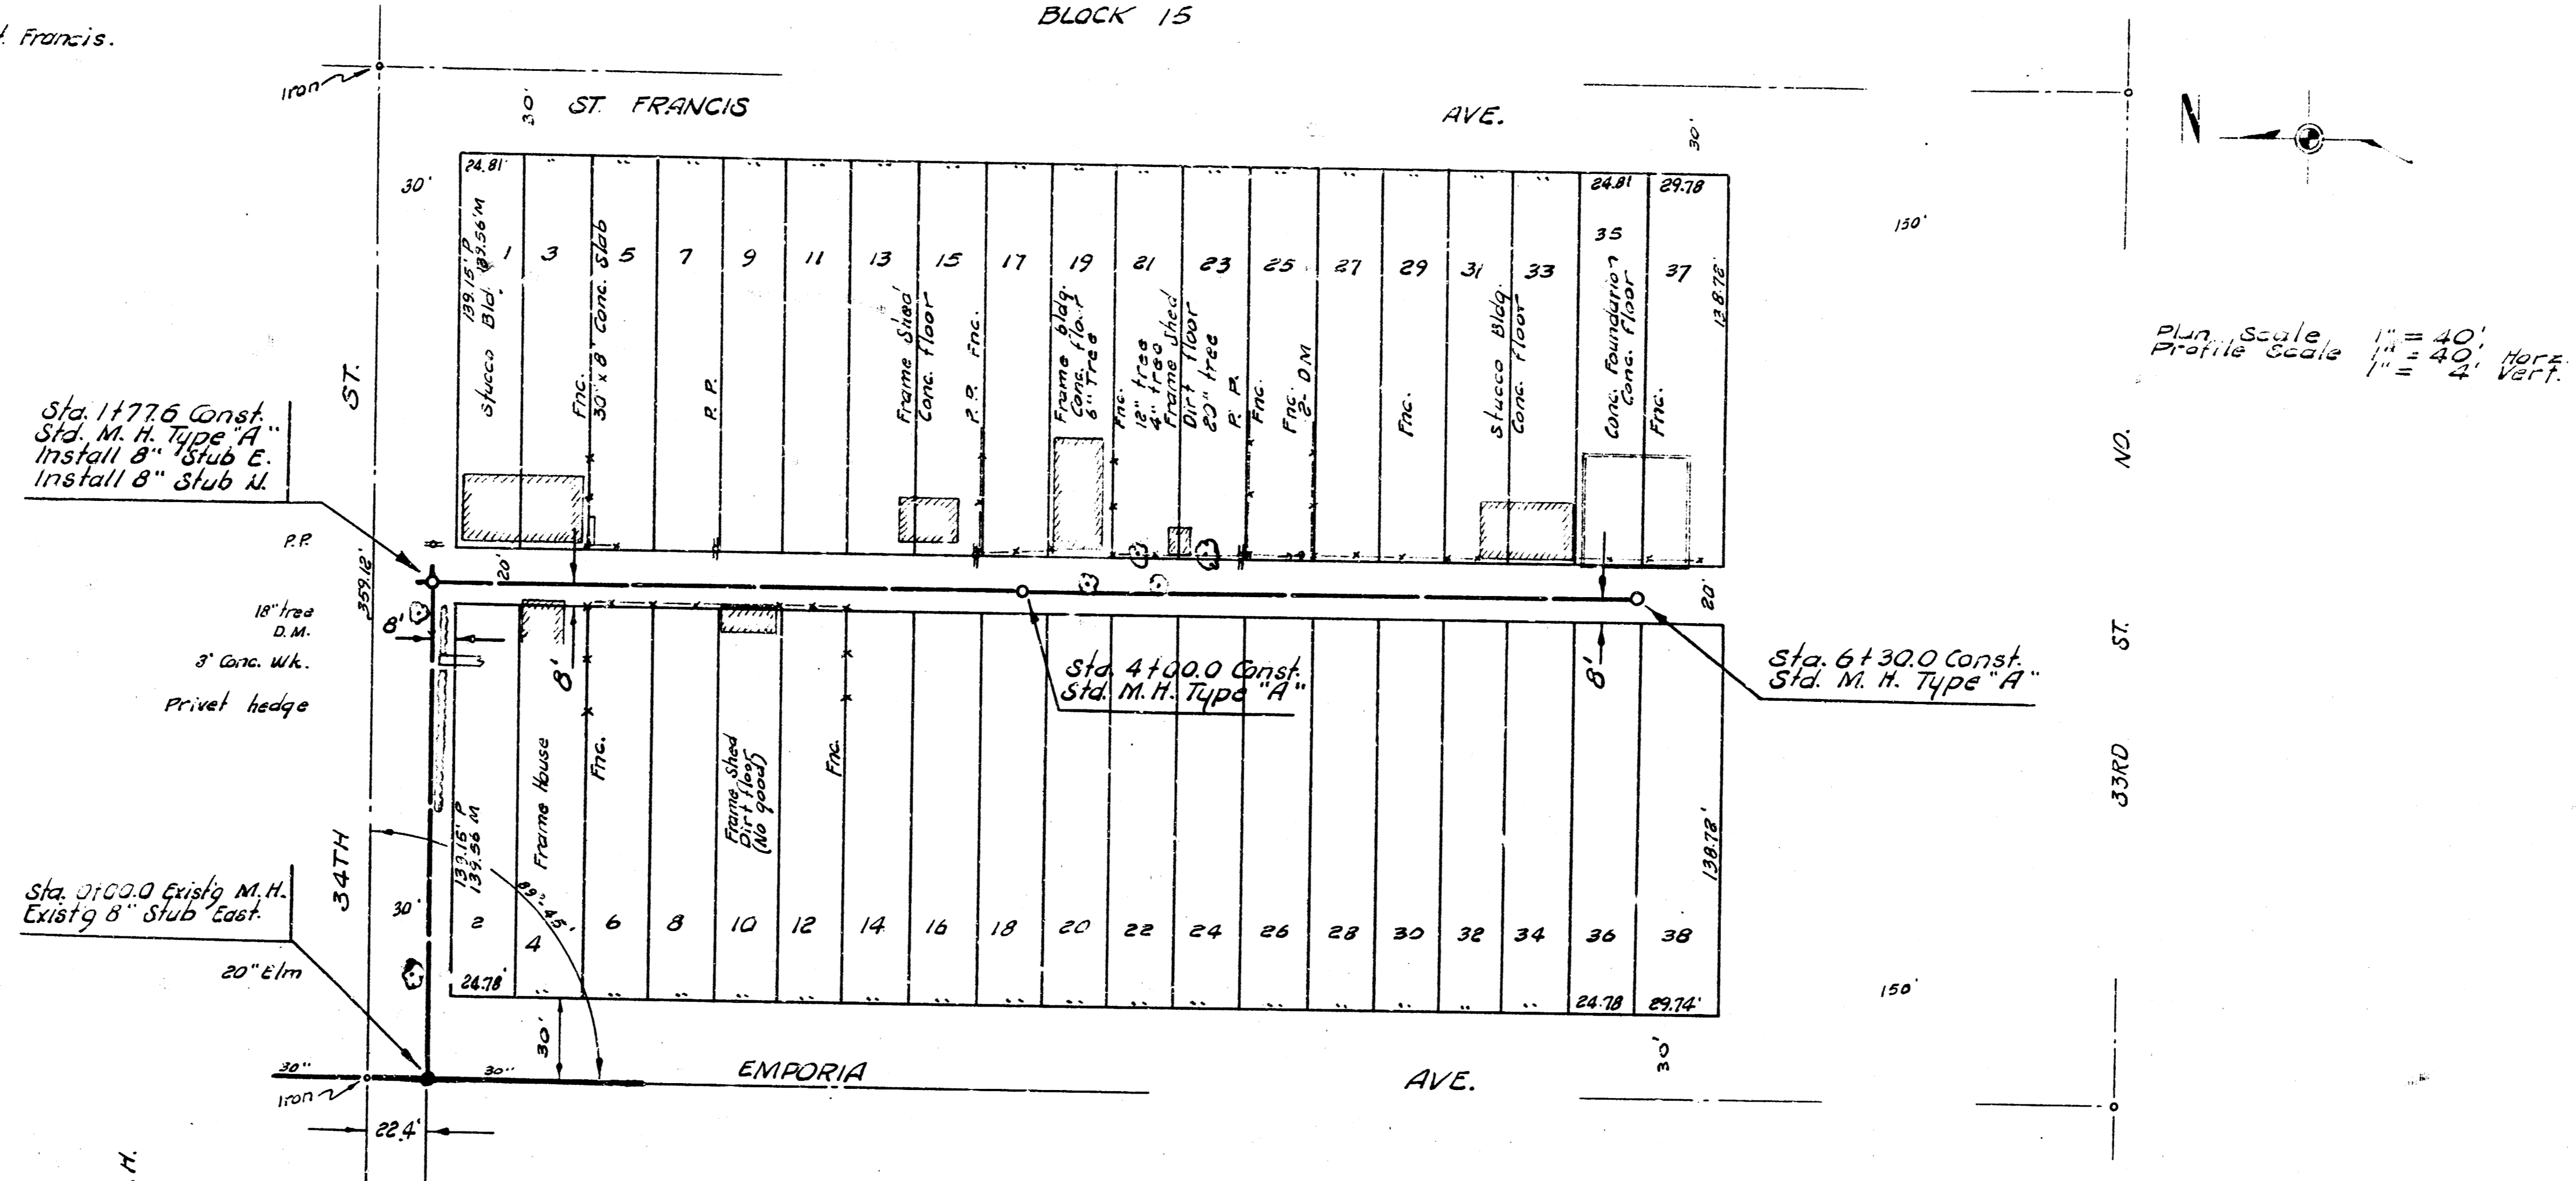 BLOCK 15
Francis.
Iron
30'
ST. FRANCIS
AVE.
30'
N
30'
24.81'
24.81
29.78
150'
139.15' P
139.56' M
1
3
5
7
9
11
13
15
17
19
21
23
25
27
29
31
33
35
37
138.78'
Stucco Bld.
Fnc.
30' x 8' Conc. Slab
P. P.
Frame Shed
Conc. floor
P. P. Fnc.
Frame bldg.
Conc. floor
6" Tree
Fnc.
12" tree
4" tree
Frame Shed
Dirt floor
20" tree
P. P.
Fnc.
Fnc.
2- DM
Fnc.
Stucco Bldg.
Conc. Floor
Conc. Foundation
Conc. Floor
Fnc.
Plan Scale 1" = 40'
Profile Scale 1" = 40' Horz.
1" = 4' Vert.
ST.
Sta. 1+77.6 Const.
Std. M. H. Type "A"
Install 8" Stub E.
Install 8" Stub N.
P.P.
359.12'
20'
20'
18" tree
D.M.
8'
3' Conc. Wk.
Privet hedge
8'
Sta. 4+00.0 Const.
Std. M. H. Type "A"
8'
Sta. 6+30.0 Const.
Std. M. H. Type "A"
33RD
ST.
NO.
Frame House
Fnc.
Frame Shed
Dirt floor
(No good)
Fnc.
139.15' P
139.56 M
138.78'
34TH
89°-45'
Sta. 0+00.0 Exist'g M.H.
Exist'g 8" Stub East.
30'
2
4
6
8
10
12
14
16
18
20
22
24
26
28
30
32
34
36
38
20" Elm
24.78'
24.78
29.74'
150'
30'
30'
30"
30"
EMPORIA
AVE.
Iron
22.4'
H.